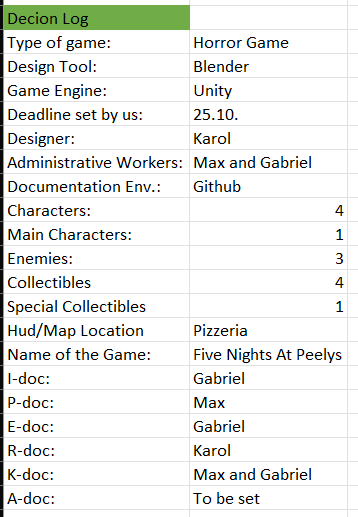 Decion Log
Type of game: Horror Game
Design Tool: Blender
Game Engine: Unity
Deadline set by us: 25.10.
Designer: Karol
Administrative Workers: Max and Gabriel
Documentation Env.: Github
Characters: 4
Main Characters: 1
Enemies: 3
Collectibles 4
Special Collectibles 1
Hud/Map Location Pizzeria
Name of the Game: Five Nights At Peelys
I-doc: Gabriel
P-doc: Max
E-doc: Gabriel
R-doc: Karol
K-doc: Max and Gabriel
A-doc: To be set